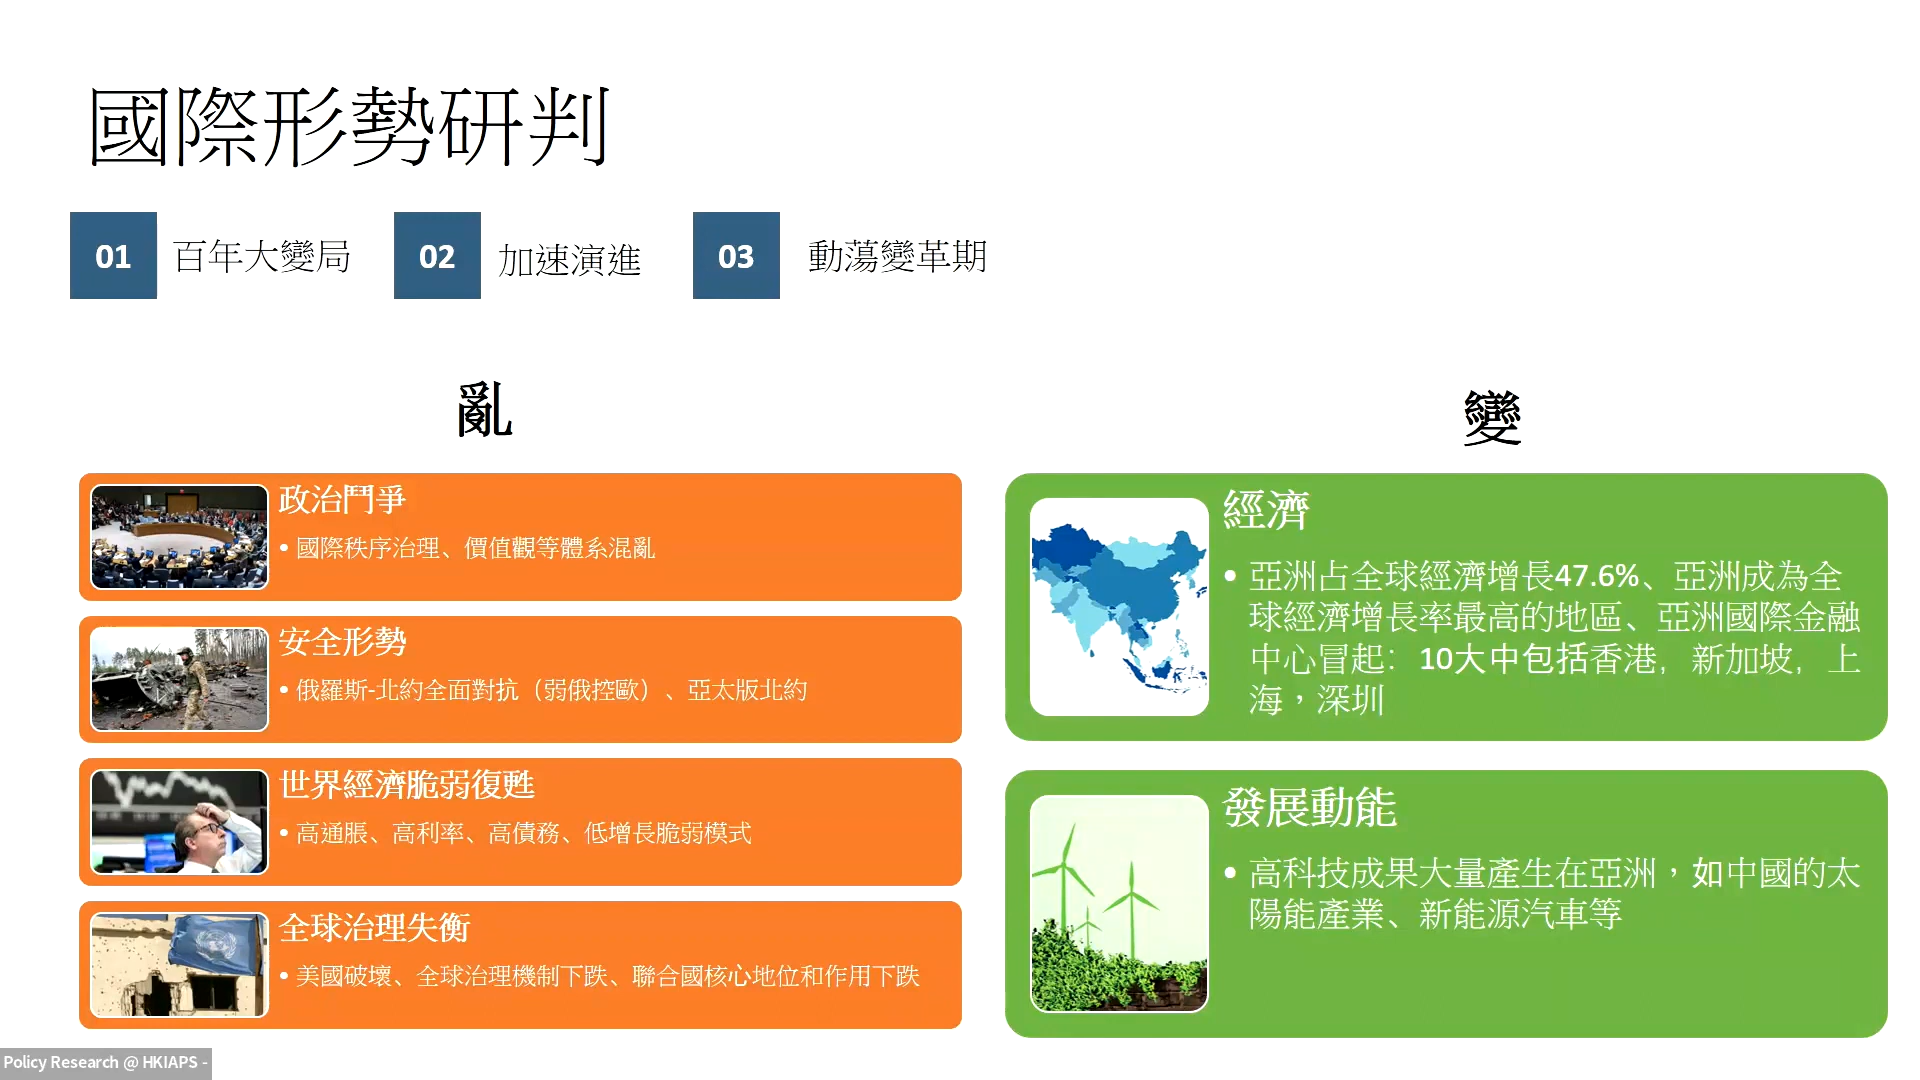 國際形勢研判
01 百年大變局 02 加速演進 03 動蕩變革期
亂
政治鬥爭
• 國際秩序治理、價值觀等體系混亂
安全形勢
• 俄羅斯-北約全面對抗（弱俄控歐）、亞太版北約
世界經濟脆弱復甦
• 高通脹、高利率、高債務、低增長脆弱模式
全球治理失衡
• 美國破壞、全球治理機制下跌、聯合國核心地位和作用下跌
變
經濟
• 亞洲占全球經濟增長47.6%、亞洲成為全
球經濟增長率最高的地區、亞洲國際金融
中心冒起：10大中包括香港，新加坡，上
海，深圳
發展動能
• 高科技成果大量產生在亞洲，如中國的太
陽能產業、新能源汽車等
Policy Research @ HKIAPS -